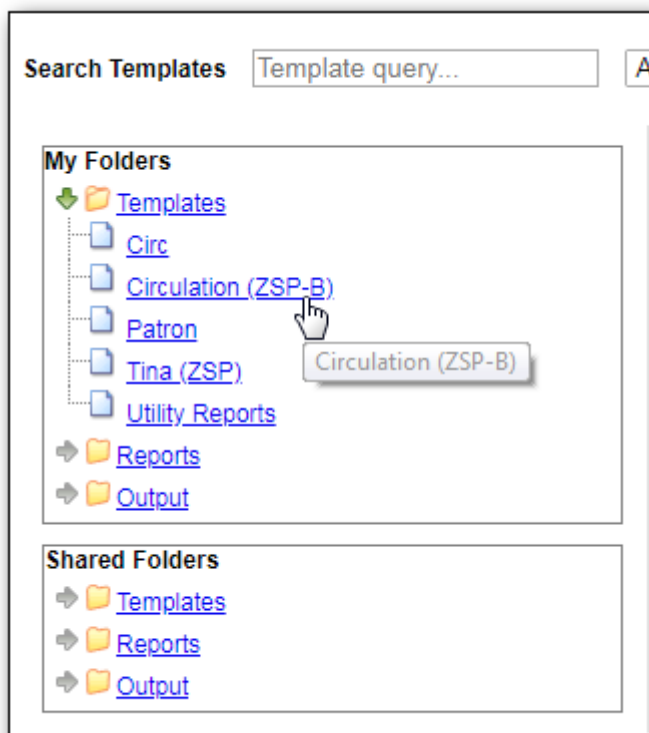 Search Templates Template query... A
My Folders
Templates
Circ
Circulation (ZSP-B)
Patron
Circulation (ZSP-B)
Tina (ZSP)
Utility Reports
Reports
Output
Shared Folders
Templates
Reports
Output